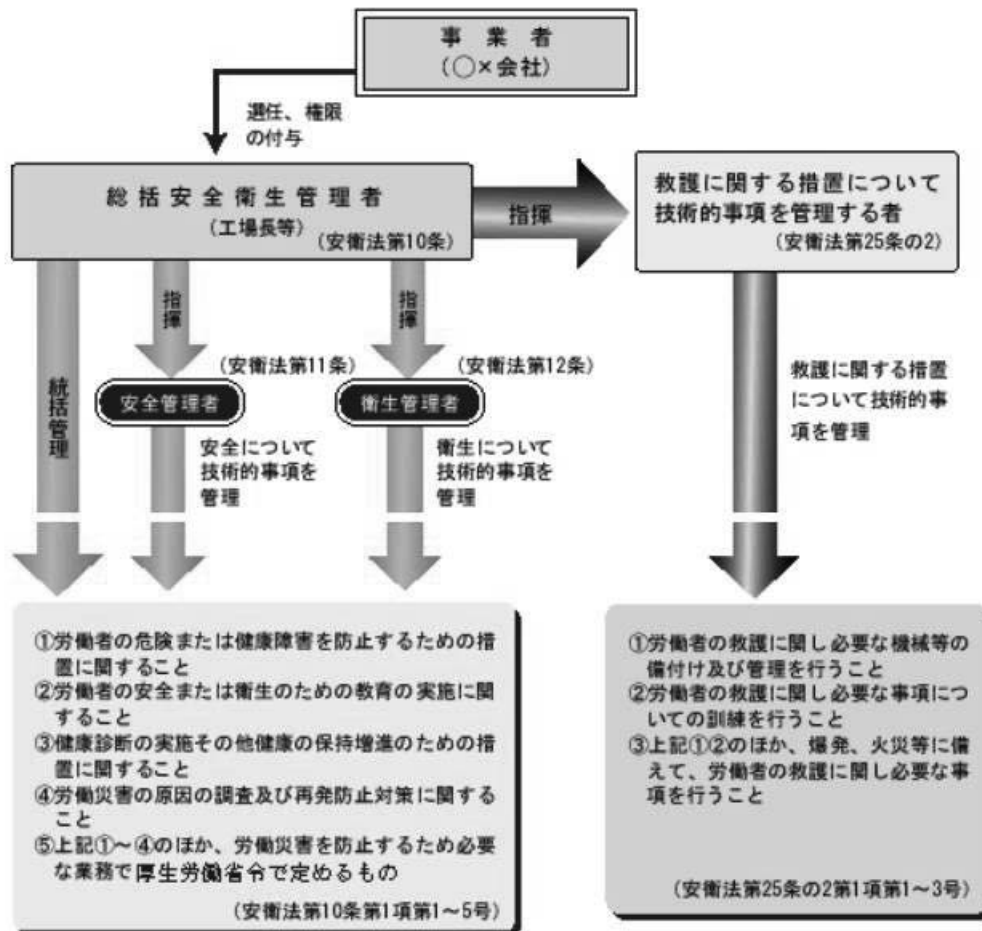 事業者
(○×会社)
選任、権限
の付与
総括安全衛生管理者
(工場長等)
(安衛法第10条)
指揮
救護に関する措置について
技術的事項を管理する者
(安衛法第25条の2)
統括管理
指揮
指揮
(安衛法第11条)
(安衛法第12条)
安全管理者
衛生管理者
安全について
技術的事項を
管理
衛生について
技術的事項を
管理
救護に関する措置
について技術的事
項を管理
①労働者の危険または健康障害を防止するための措
置に関すること
②労働者の安全または衛生のための教育の実施に関
すること
③健康診断の実施その他健康の保持増進のための措
置に関すること
④労働災害の原因の調査及び再発防止対策に関する
こと
⑤上記①～④のほか、労働災害を防止するため必要
な業務で厚生労働省令で定めるもの
(安衛法第10条第1項第1～5号)
①労働者の救護に関し必要な機械等の
備付け及び管理を行うこと
②労働者の救護に関し必要な事項につ
いての訓練を行うこと
③上記①②のほか、爆発、火災等に備
えて、労働者の救護に関し必要な事
項を行うこと
(安衛法第25条の2第1項第1～3号)